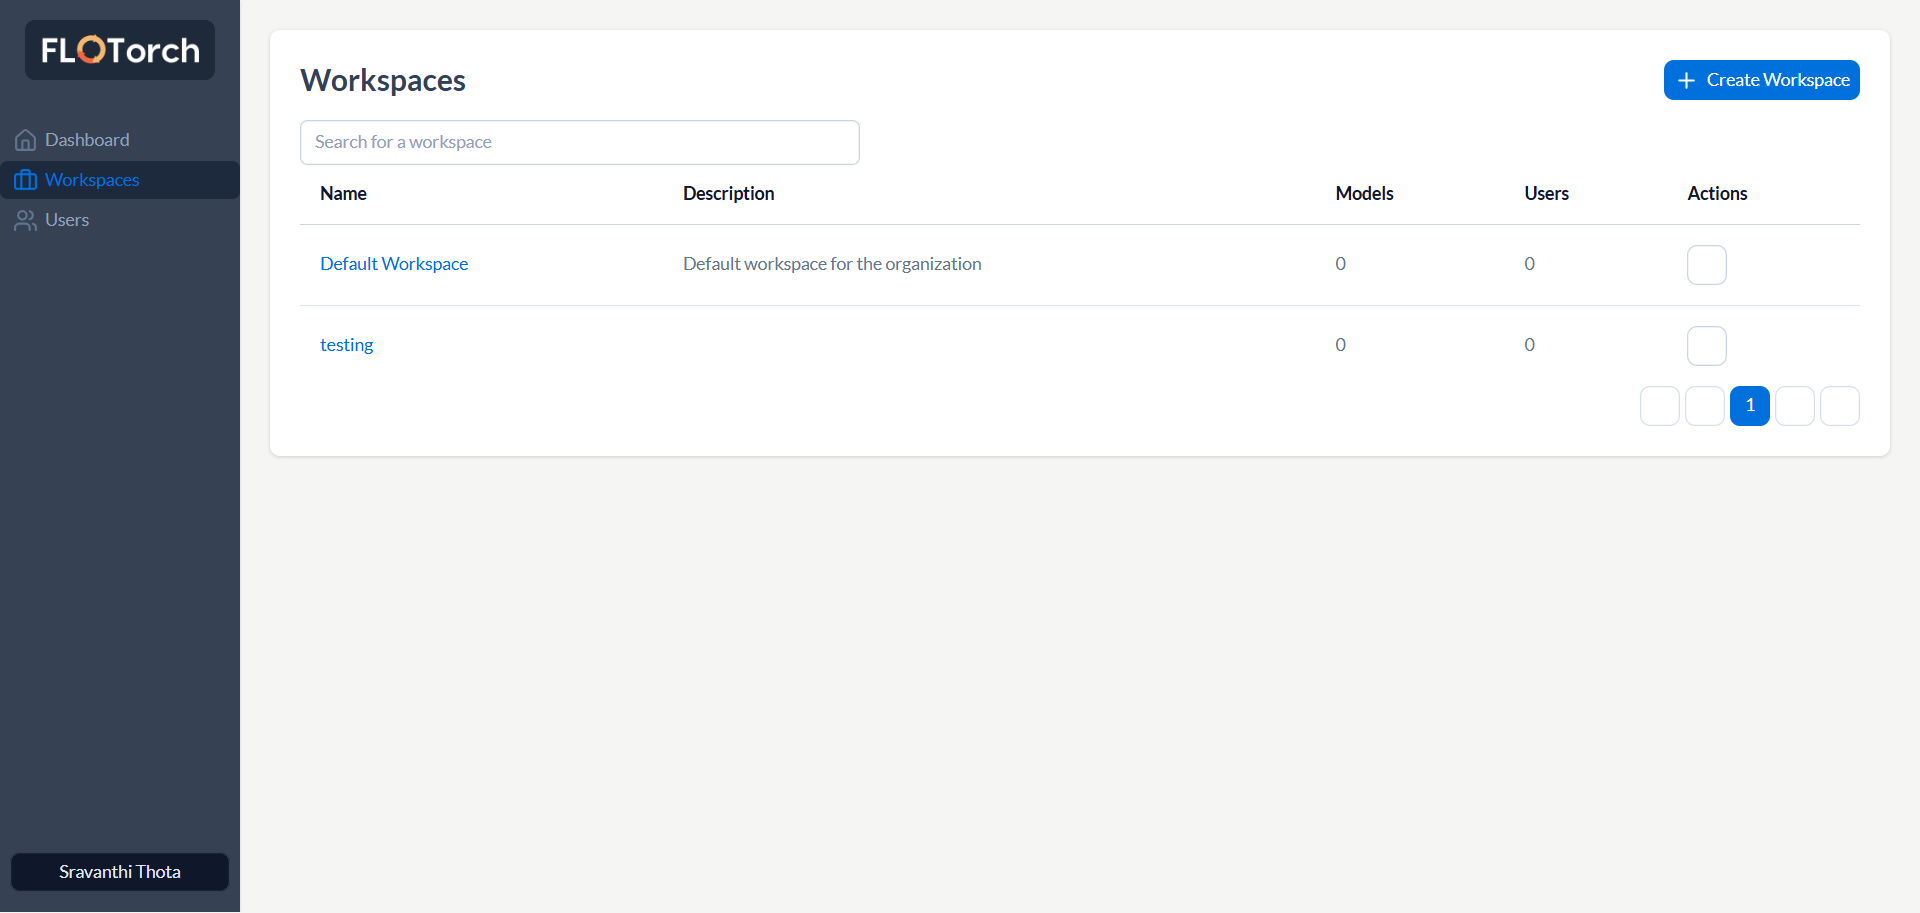 FLOTorch
Dashboard
Workspaces
Users
Sravanthi Thota
Workspaces
Create Workspace
Search for a workspace
Name Description Models Users Actions
Default Workspace Default workspace for the organization 0 0
testing 0 0
1